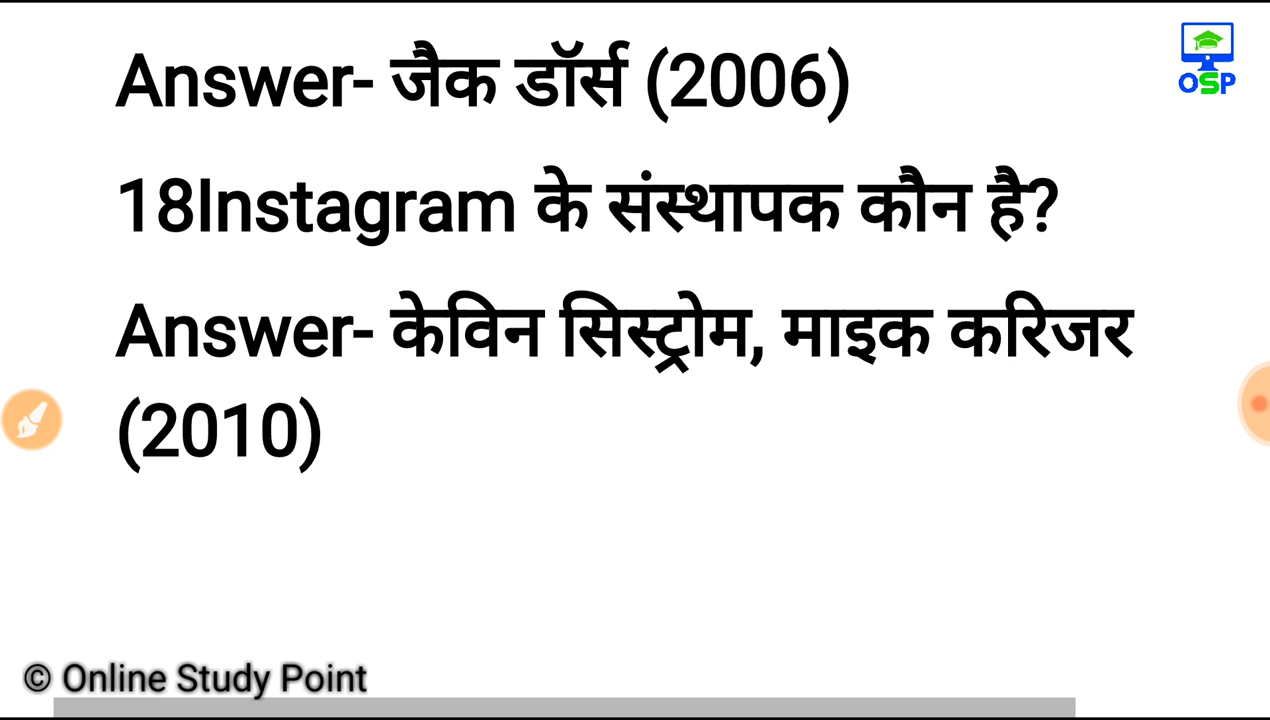 Answer- जैक डॉर्स (2006)
OSP
18Instagram के संस्थापक कौन है?
Answer- केविन सिस्ट्रोम, माइक करिजर
(2010)
© Online Study Point